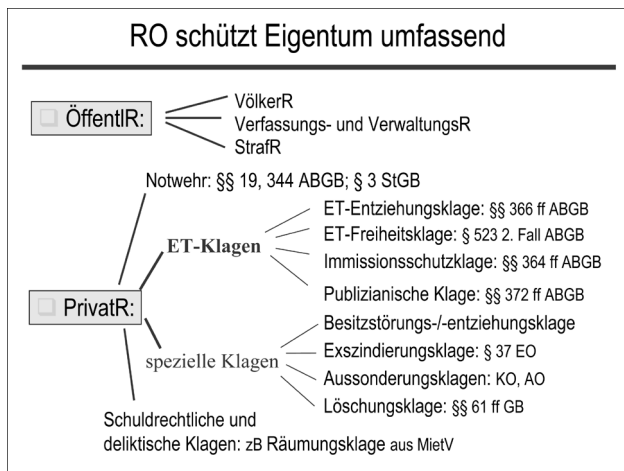 RO schützt Eigentum umfassend
ÖffentlR:
VölkerR
Verfassungs- und VerwaltungsR
StrafR
Notwehr: §§ 19, 344 ABGB; § 3 StGB
ET-Klagen
ET-Entziehungsklage: §§ 366 ff ABGB
ET-Freiheitsklage: § 523 2. Fall ABGB
Immissionsschutzklage: §§ 364 ff ABGB
Publizianische Klage: §§ 372 ff ABGB
PrivatR:
spezielle Klagen
Besitzstörungs-/-entziehungsklage
Exszindierungsklage: § 37 EO
Aussonderungsklagen: KO, AO
Löschungsklage: §§ 61 ff GB
Schuldrechtliche und
deliktische Klagen: zB Räumungsklage aus MietV